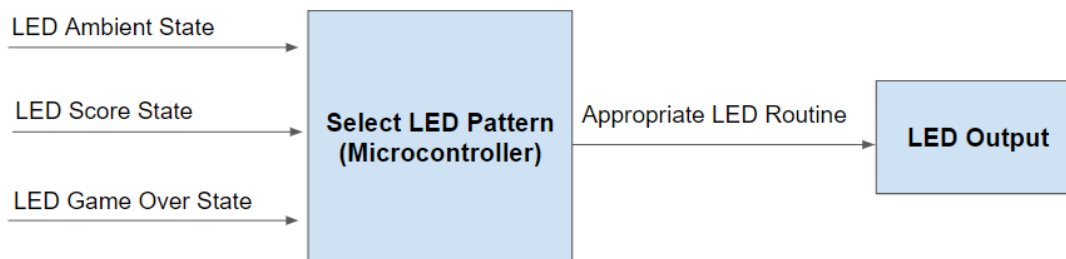 LED Ambient State
LED Score State
LED Game Over State
Select LED Pattern
(Microcontroller)
Appropriate LED Routine
LED Output